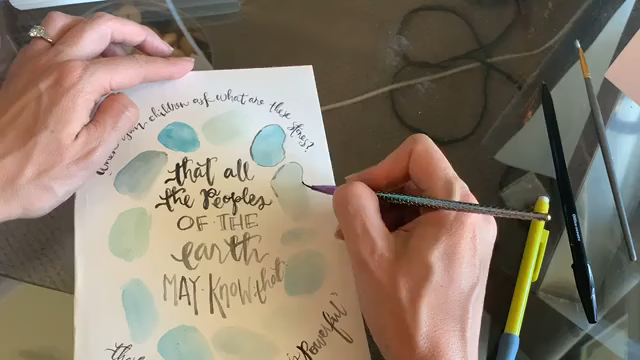 when your children ask what are these stones?
that all
the Peoples
OF THE
earth
MAY KNOW that
is Powerful